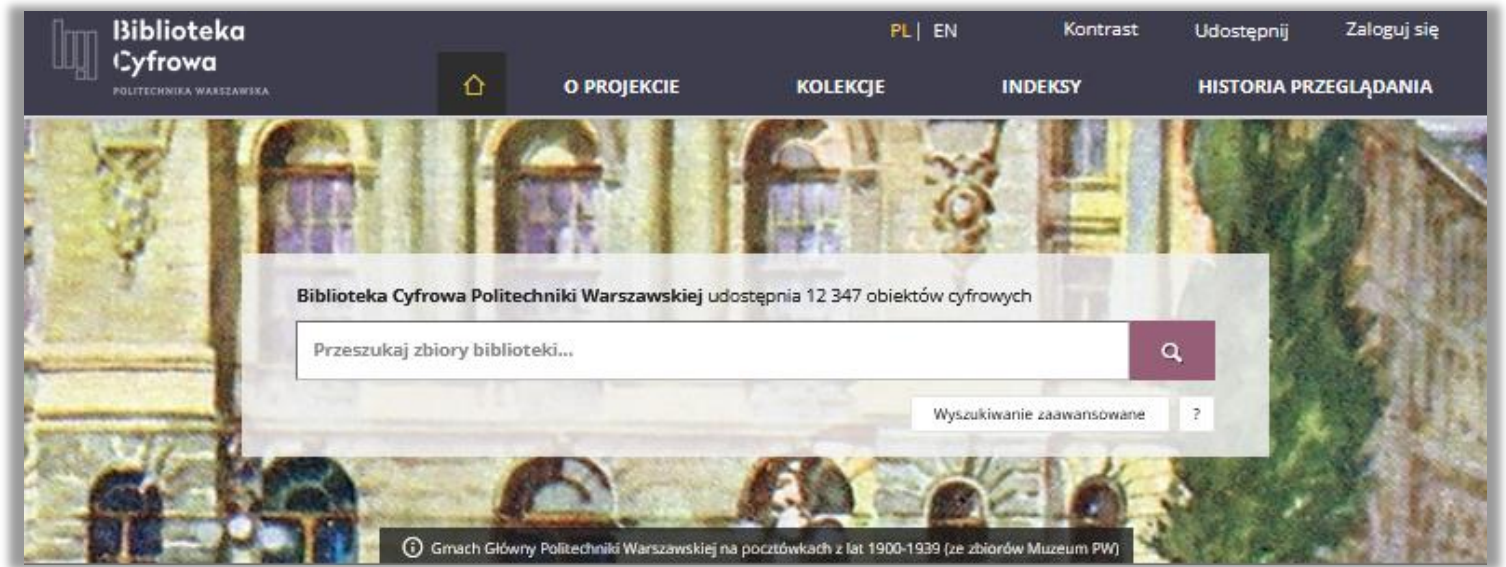 Biblioteka
Cyfrowa
POLITECHNIKA WARSZAWSKA
PL | EN Kontrast Udostępnij Zaloguj się
O PROJEKCIE KOLEKCJE INDEKSY HISTORIA PRZEGLĄDANIA
Biblioteka Cyfrowa Politechniki Warszawskiej udostępnia 12 347 obiektów cyfrowych
Przeszukaj zbiory biblioteki...
Wyszukiwanie zaawansowane ?
Gmach Główny Politechniki Warszawskiej na pocztówkach z lat 1900-1939 (ze zbiorów Muzeum PW)